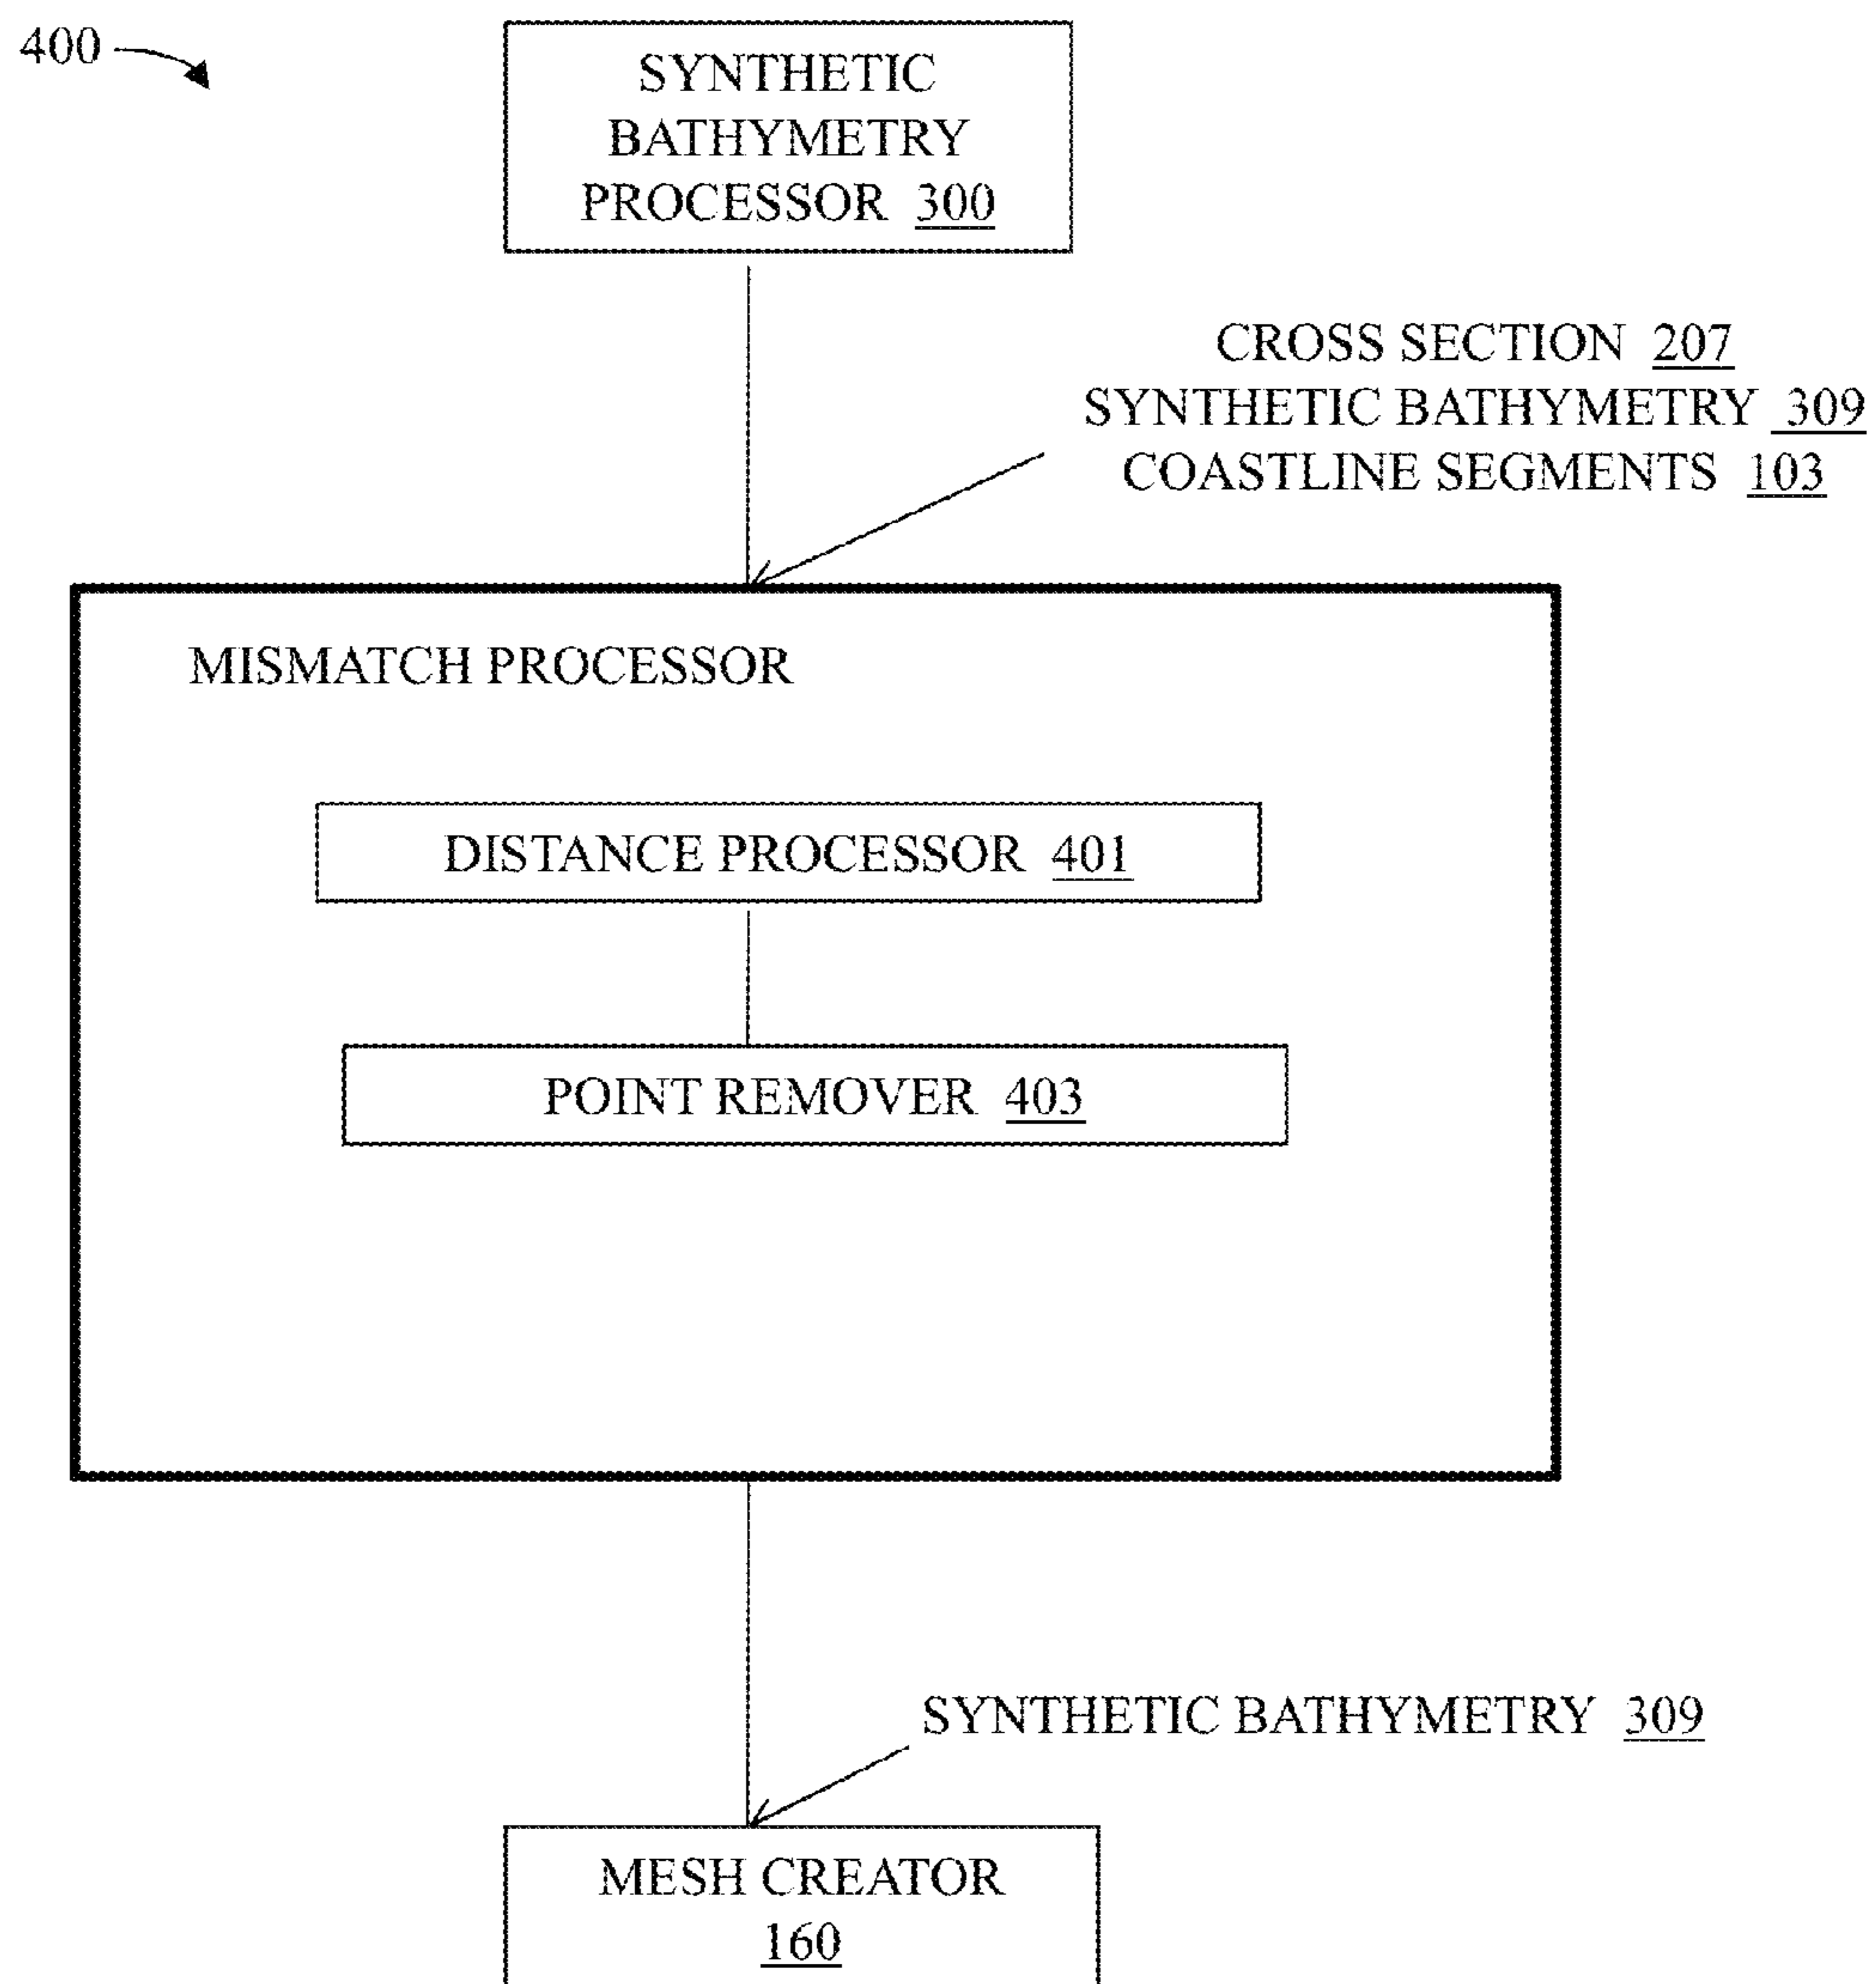 400
SYNTHETIC
BATHYMETRY
PROCESSOR 300
CROSS SECTION 207
SYNTHETIC BATHYMETRY 309
COASTLINE SEGMENTS 103
MISMATCH PROCESSOR
DISTANCE PROCESSOR 401
POINT REMOVER 403
SYNTHETIC BATHYMETRY 309
MESH CREATOR
160